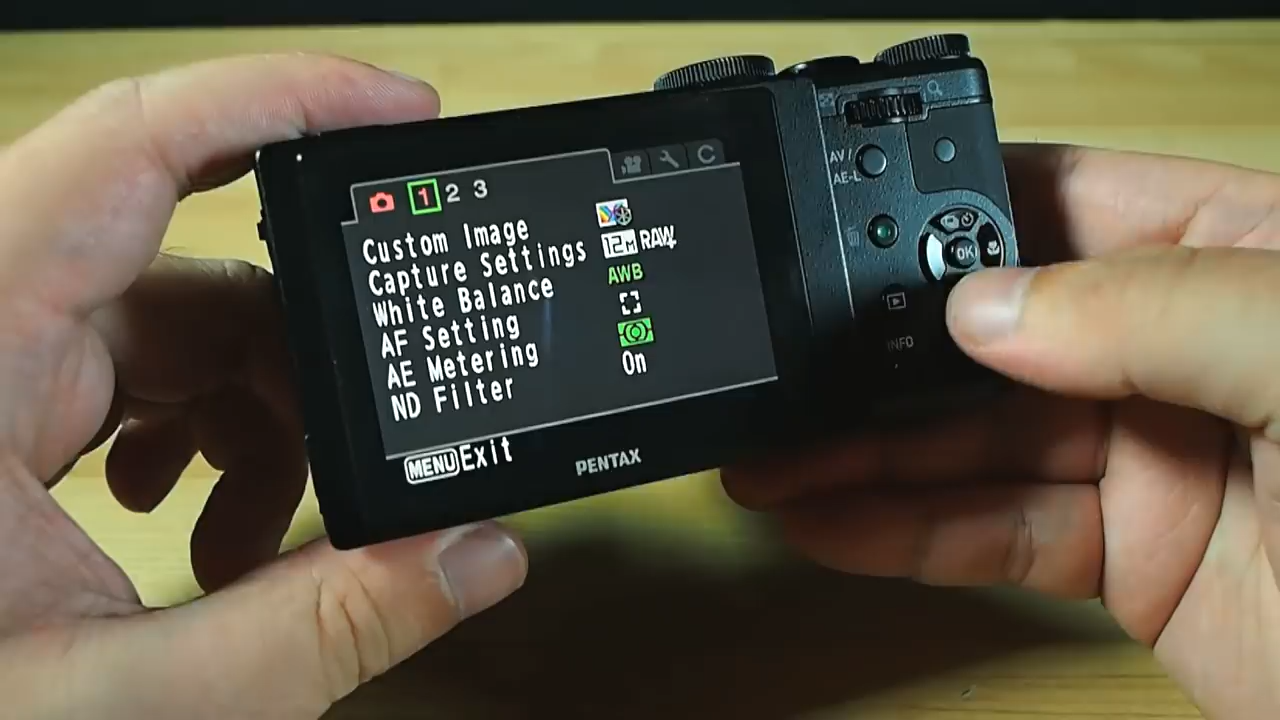 1 2 3
C
Custom Image
Capture Settings 12M RAW+
White Balance AWB
AF Setting
AE Metering
ND Filter On
MENU Exit
PENTAX
AV/
AE-L
OK
INFO